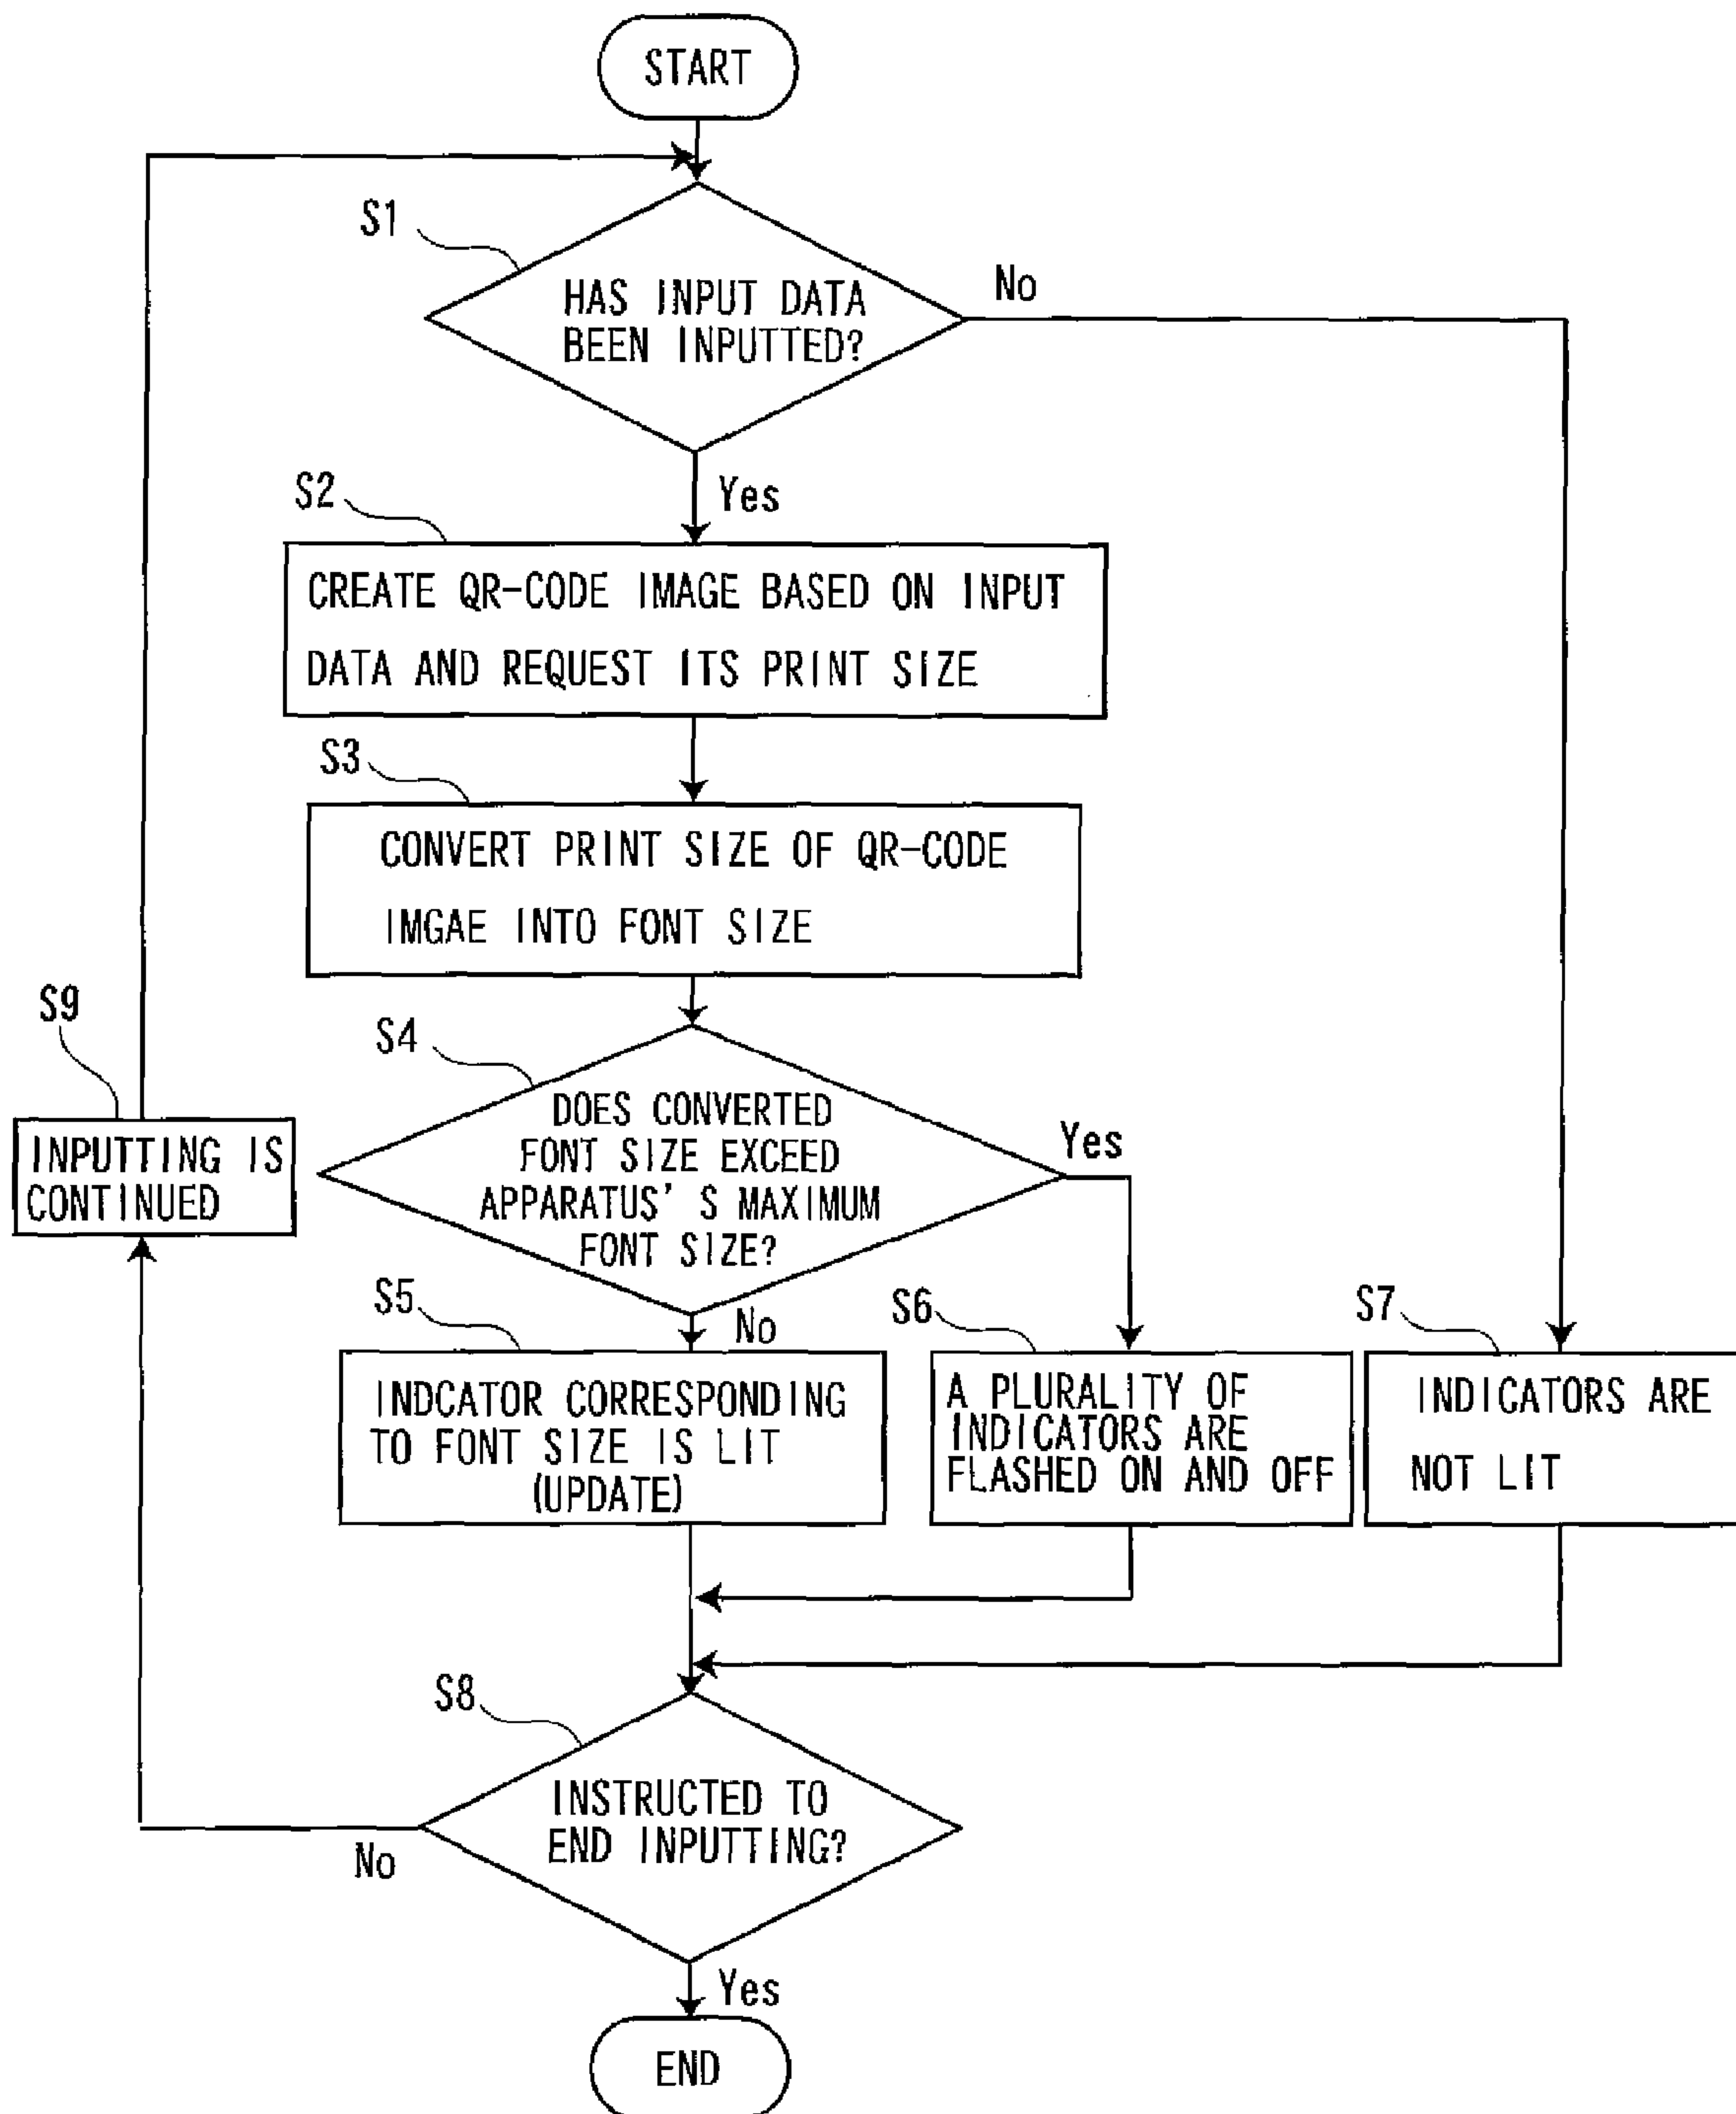 START
S1
HAS INPUT DATA
BEEN INPUTTED?
No
Yes
S2
CREATE QR-CODE IMAGE BASED ON INPUT
DATA AND REQUEST ITS PRINT SIZE
S3
CONVERT PRINT SIZE OF QR-CODE
IMGAE INTO FONT SIZE
S9
INPUTTING IS
CONTINUED
S4
DOES CONVERTED
FONT SIZE EXCEED
APPARATUS' S MAXIMUM
FONT SIZE?
Yes
No
S5
INDCATOR CORRESPONDING
TO FONT SIZE IS LIT
(UPDATE)
S6
A PLURALITY OF
INDICATORS ARE
FLASHED ON AND OFF
S7
INDICATORS ARE
NOT LIT
S8
INSTRUCTED TO
END INPUTTING?
No
Yes
END